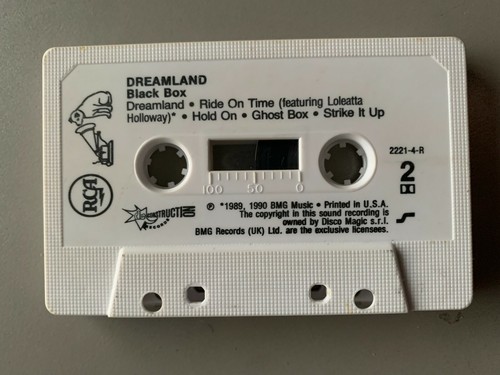 DREAMLAND
Black Box
Dreamland • Ride On Time (featuring Loleatta
Holloway)* • Hold On • Ghost Box • Strike It Up
2221-4-R
2
RCA
100 50 0
DECONSTRUCTION
Records
℗ *1989, 1990 BMG Music • Printed in U.S.A.
The copyright in this sound recording is
owned by Disco Magic s.r.l.
BMG Records (UK) Ltd. are the exclusive licensees.